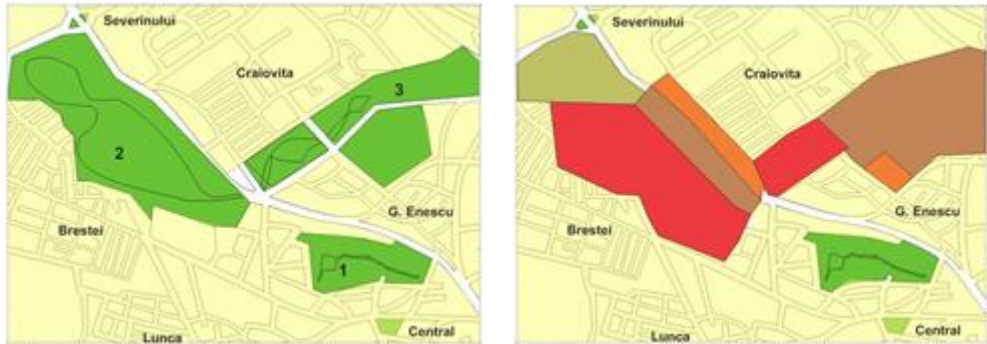 Severinului
Craiovita
3
2
G. Enescu
Brestei
1
Central
Lunca
Severinului
Craiovita
G. Enescu
Brestei
Central
Lunca